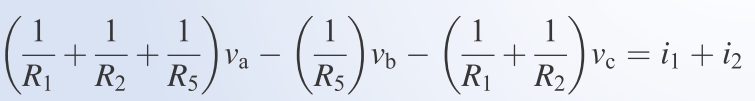 (1/R₁ + 1/R₂ + 1/R₅) vₐ − (1/R₅) v_b − (1/R₁ + 1/R₂) v_c = i₁ + i₂